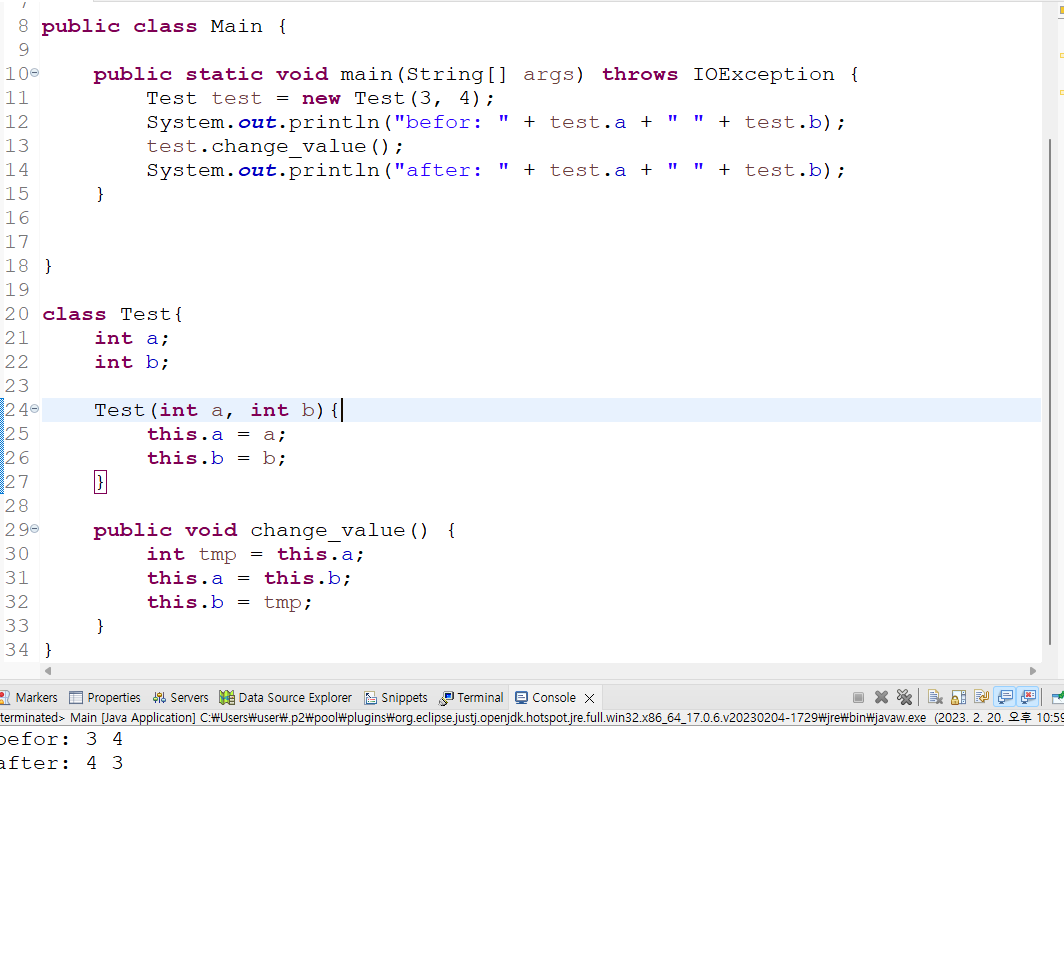 8 public class Main {
9
10 public static void main(String[] args) throws IOException {
11 Test test = new Test(3, 4);
12 System.out.println("befor: " + test.a + " " + test.b);
13 test.change_value();
14 System.out.println("after: " + test.a + " " + test.b);
15 }
16
17
18 }
19
20 class Test{
21 int a;
22 int b;
23
24 Test(int a, int b){
25 this.a = a;
26 this.b = b;
27 }
28
29 public void change_value() {
30 int tmp = this.a;
31 this.a = this.b;
32 this.b = tmp;
33 }
34 }
Markers Properties Servers Data Source Explorer Snippets Terminal Console
terminated> Main [Java Application] C:₩Users₩user₩.p2₩pool₩plugins₩org.eclipse.justj.openjdk.hotspot.jre.full.win32.x86_64_17.0.6.v20230204-1729₩jre₩bin₩javaw.exe (2023. 2. 20. 오후 10:59
befor: 3 4
after: 4 3